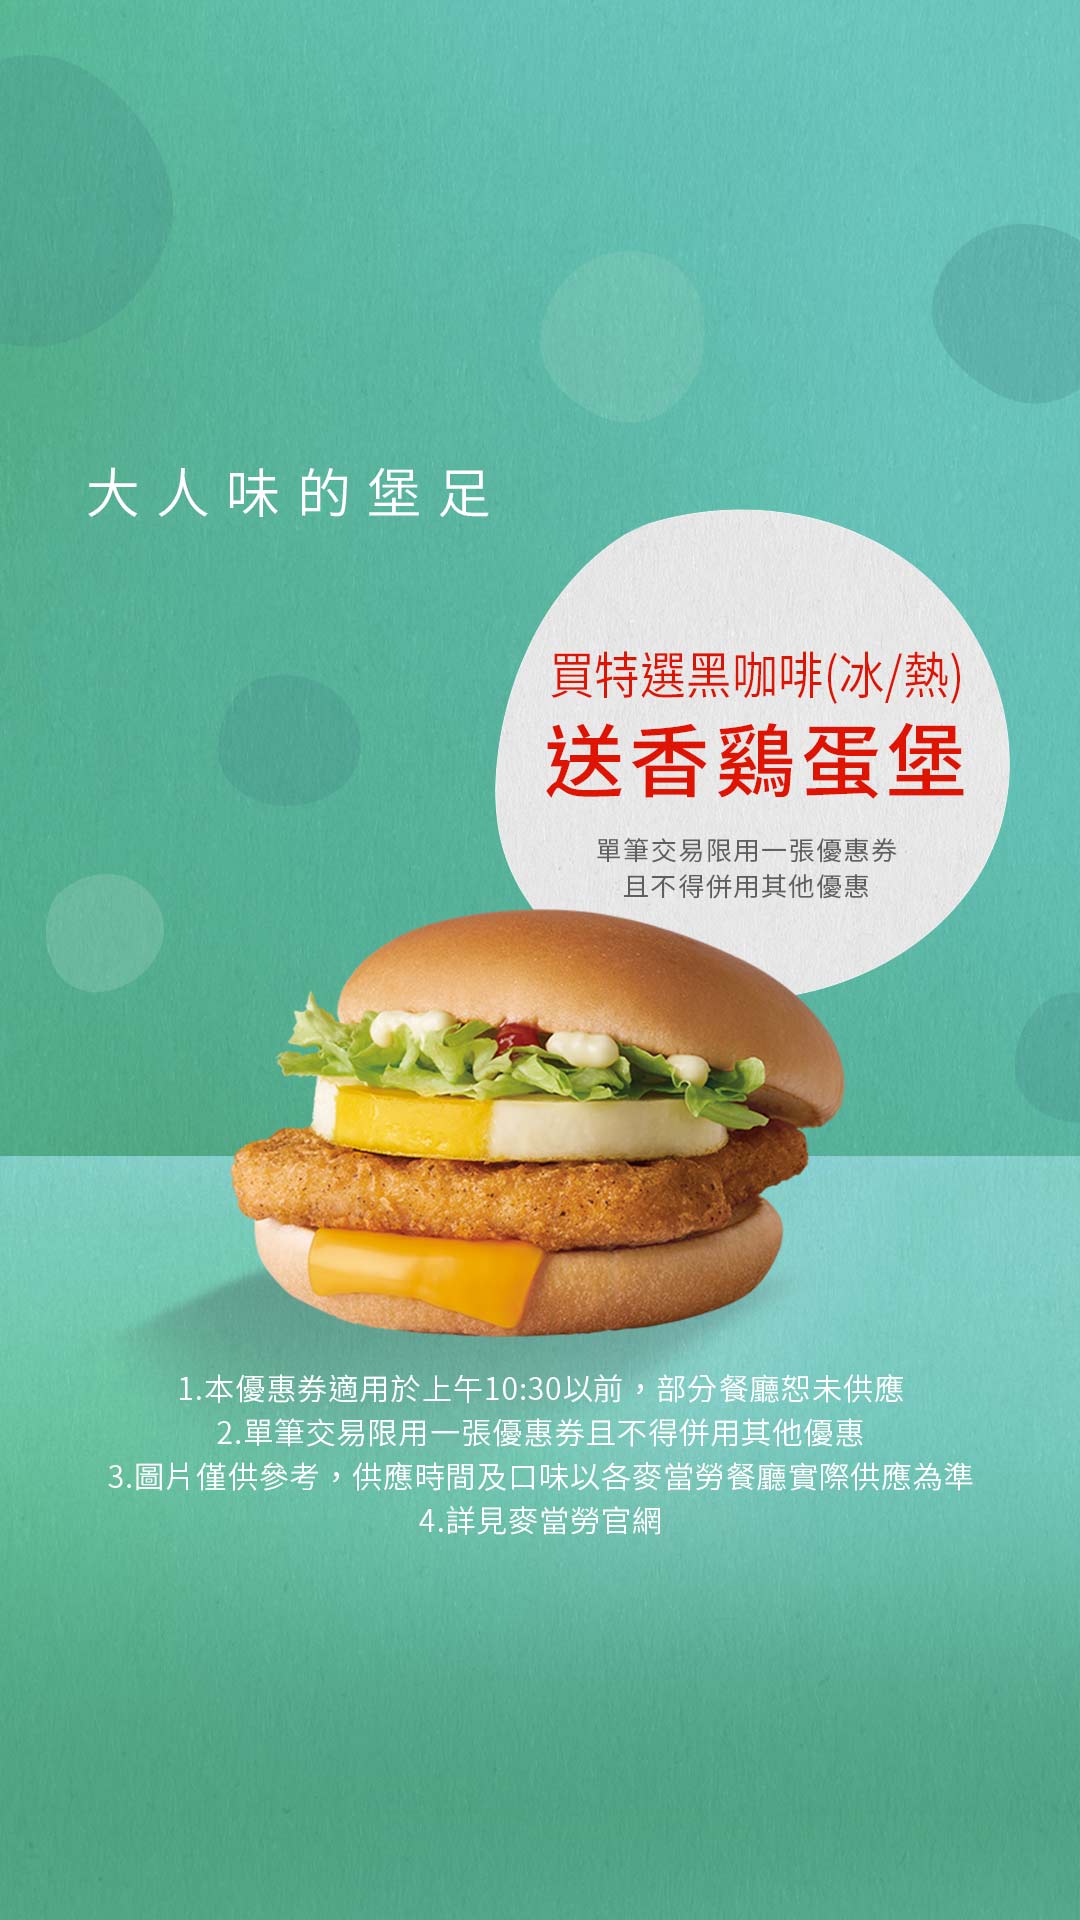 大人味的堡足
買特選黑咖啡(冰/熱)
送香鷄蛋堡
單筆交易限用一張優惠券
且不得併用其他優惠
1.本優惠券適用於上午10:30以前，部分餐廳恕未供應
2.單筆交易限用一張優惠券且不得併用其他優惠
3.圖片僅供參考，供應時間及口味以各麥當勞餐廳實際供應為準
4.詳見麥當勞官網